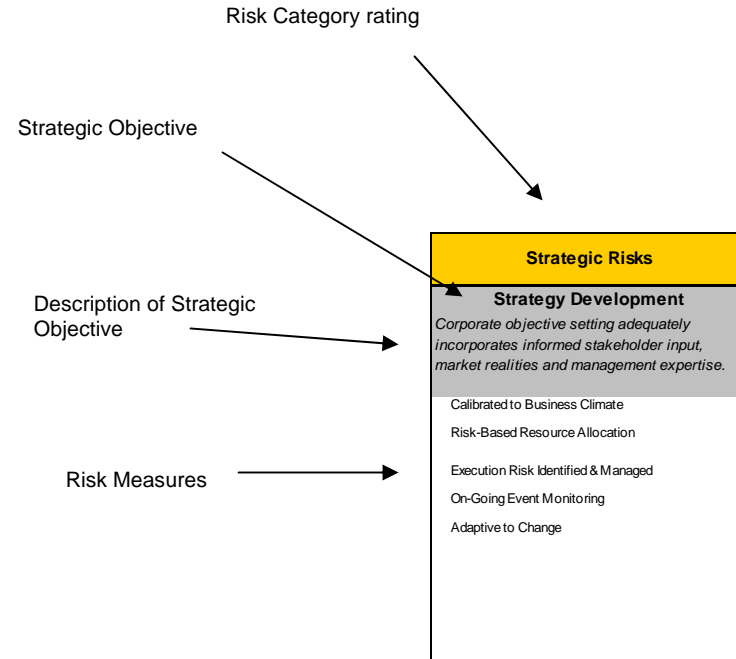 Risk Category rating
Strategic Objective
Strategic Risks
Strategy Development
Description of Strategic
Objective
Corporate objective setting adequately
incorporates informed stakeholder input,
market realities and management expertise.
Calibrated to Business Climate
Risk-Based Resource Allocation
Risk Measures
Execution Risk Identified & Managed
On-Going Event Monitoring
Adaptive to Change